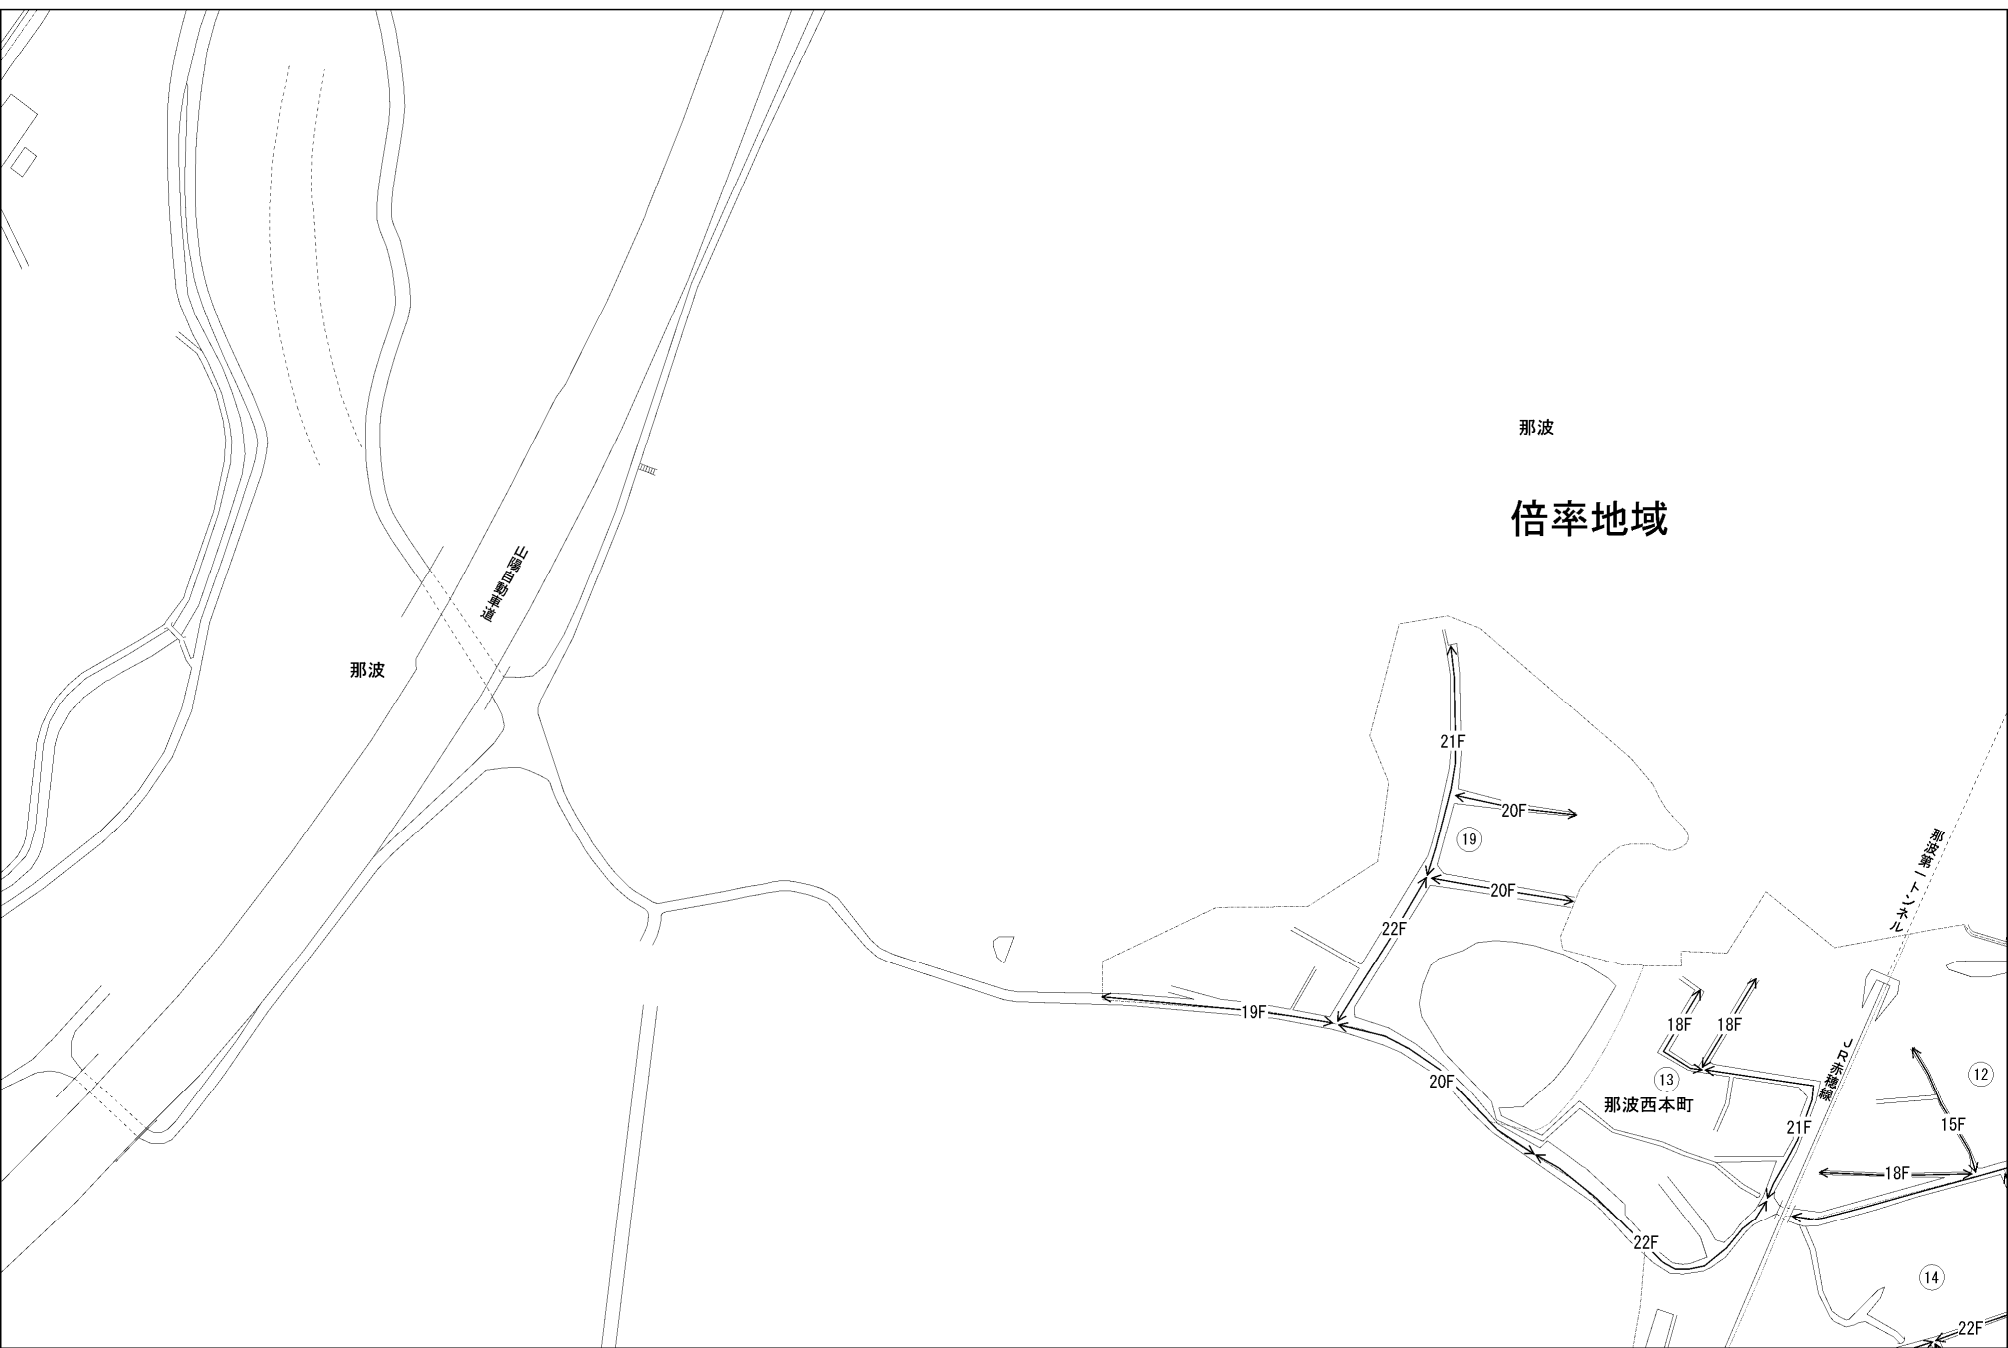 那波
倍率地域
山陽自動車道
那波
21F
20F
19
20F
22F
19F
20F
那波第一トンネル
18F
18F
JR赤穂線
13
那波西本町
12
15F
21F
18F
22F
14
22F